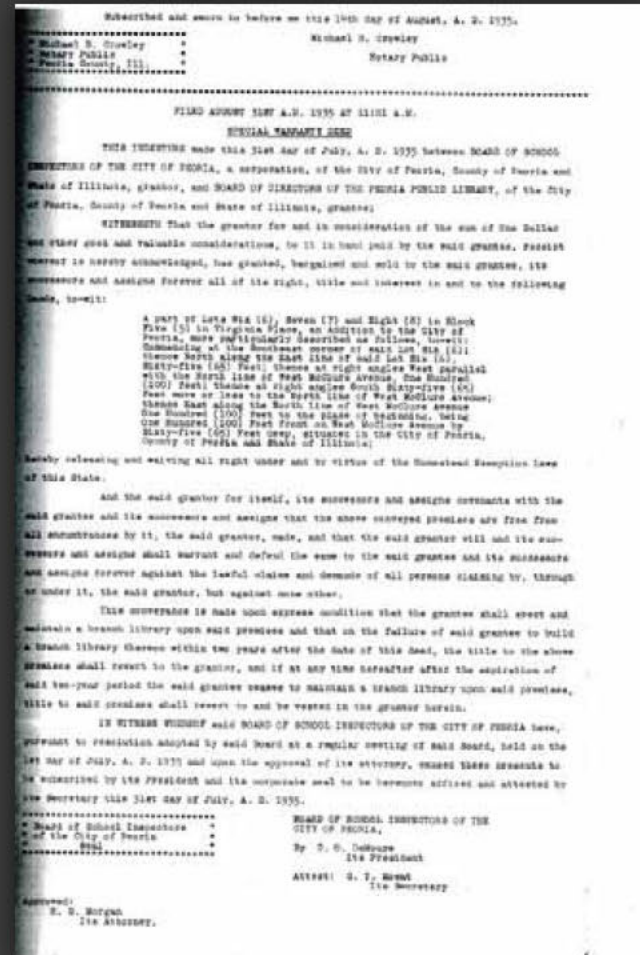 Subscribed and sworn to before me this 14th day of August, A. D. 1935.
Michael B. Crowley
Notary Public
Peoria County, Ill.
Michael B. Crowley
Notary Public
FILED AUGUST 31ST A.D. 1935 AT 11:21 A.M.
SPECIAL WARRANTY DEED
THIS INDENTURE made this 31st day of July, A. D. 1935 between BOARD OF SCHOOL
INSPECTORS OF THE CITY OF PEORIA, a corporation, of the City of Peoria, County of Peoria and
State of Illinois, grantor, and BOARD OF DIRECTORS OF THE PEORIA PUBLIC LIBRARY, of the City
of Peoria, County of Peoria and State of Illinois, grantee;
WITNESSETH That the grantor for and in consideration of the sum of One Dollar
and other good and valuable considerations, to it in hand paid by the said grantee, receipt
whereof is hereby acknowledged, has granted, bargained and sold to the said grantee, its
successors and assigns forever all of its right, title and interest in and to the following
lands, to-wit:
A part of Lots Six (6), Seven (7) and Eight (8) in Block
Five (5) in Virginia Place, an Addition to the City of
Peoria, more particularly described as follows, to-wit:
Commencing at the Southeast corner of said Lot Six (6);
thence North along the East line of said Lot Six (6),
Sixty-five (65) Feet; thence at right angles West parallel
with the North line of West McClure Avenue, One Hundred
(100) Feet; thence at right angles South Sixty-five (65)
Feet more or less to the North line of West McClure Avenue;
thence East along the North line of West McClure Avenue
One Hundred (100) Feet to the place of beginning, being
One Hundred (100) Feet front on West McClure Avenue by
Sixty-five (65) Feet deep, situated in the City of Peoria,
County of Peoria and State of Illinois;
hereby releasing and waiving all right under and by virtue of the Homestead Exemption Laws
of this State.
And the said grantor for itself, its successors and assigns covenants with the
said grantee and its successors and assigns that the above conveyed premises are free from
all encumbrances by it, the said grantor, made, and that the said grantor will and its suc-
cessors and assigns shall warrant and defend the same to the said grantee and its successors
and assigns forever against the lawful claims and demands of all persons claiming by, through
or under it, the said grantor, but against none other.
This conveyance is made upon express condition that the grantee shall erect and
maintain a branch library upon said premises and that on the failure of said grantee to build
a branch library thereon within two years after the date of this deed, the title to the above
premises shall revert to the grantor, and if at any time hereafter after the expiration of
said two-year period the said grantee ceases to maintain a branch library upon said premises,
title to said premises shall revert to and be vested in the grantor herein.
IN WITNESS WHEREOF said BOARD OF SCHOOL INSPECTORS OF THE CITY OF PEORIA have,
pursuant to resolution adopted by said Board at a regular meeting of said Board, held on the
1st day of July, A. D. 1935 and upon the approval of its attorney, caused these presents to
be subscribed by its President and its corporate seal to be hereunto affixed and attested by
its Secretary this 31st day of July, A. D. 1935.
Board of School Inspectors
of the City of Peoria
Seal
BOARD OF SCHOOL INSPECTORS OF THE
CITY OF PEORIA,
By
Its President
Attest:
Its Secretary
Approved:
Morgan
Its Attorney.